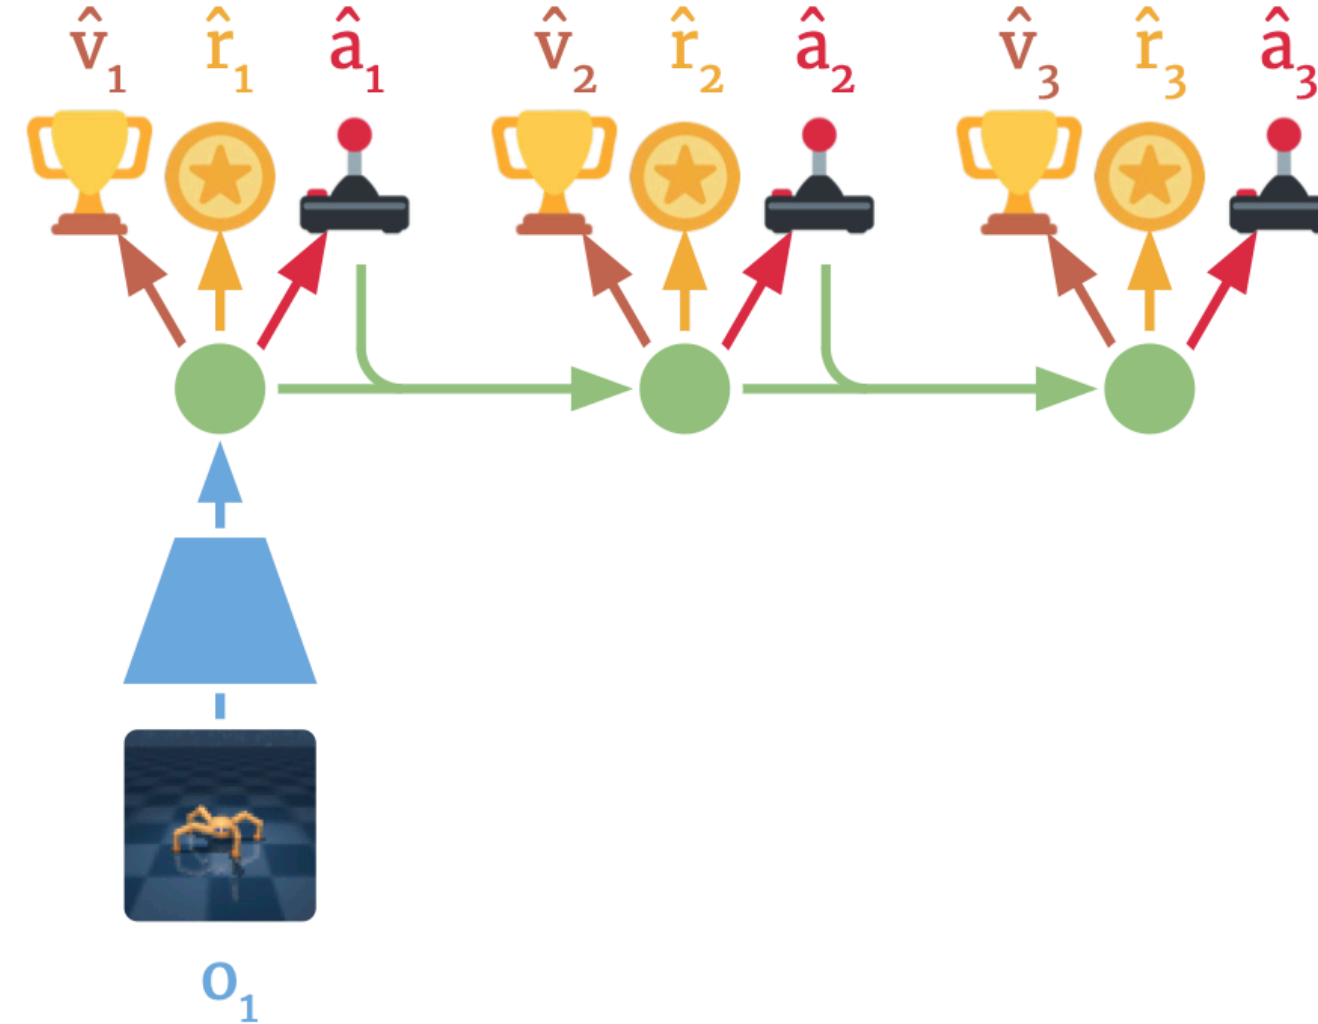 v̂₁ r̂₁ â₁ v̂₂ r̂₂ â₂ v̂₃ r̂₃ â₃
o₁